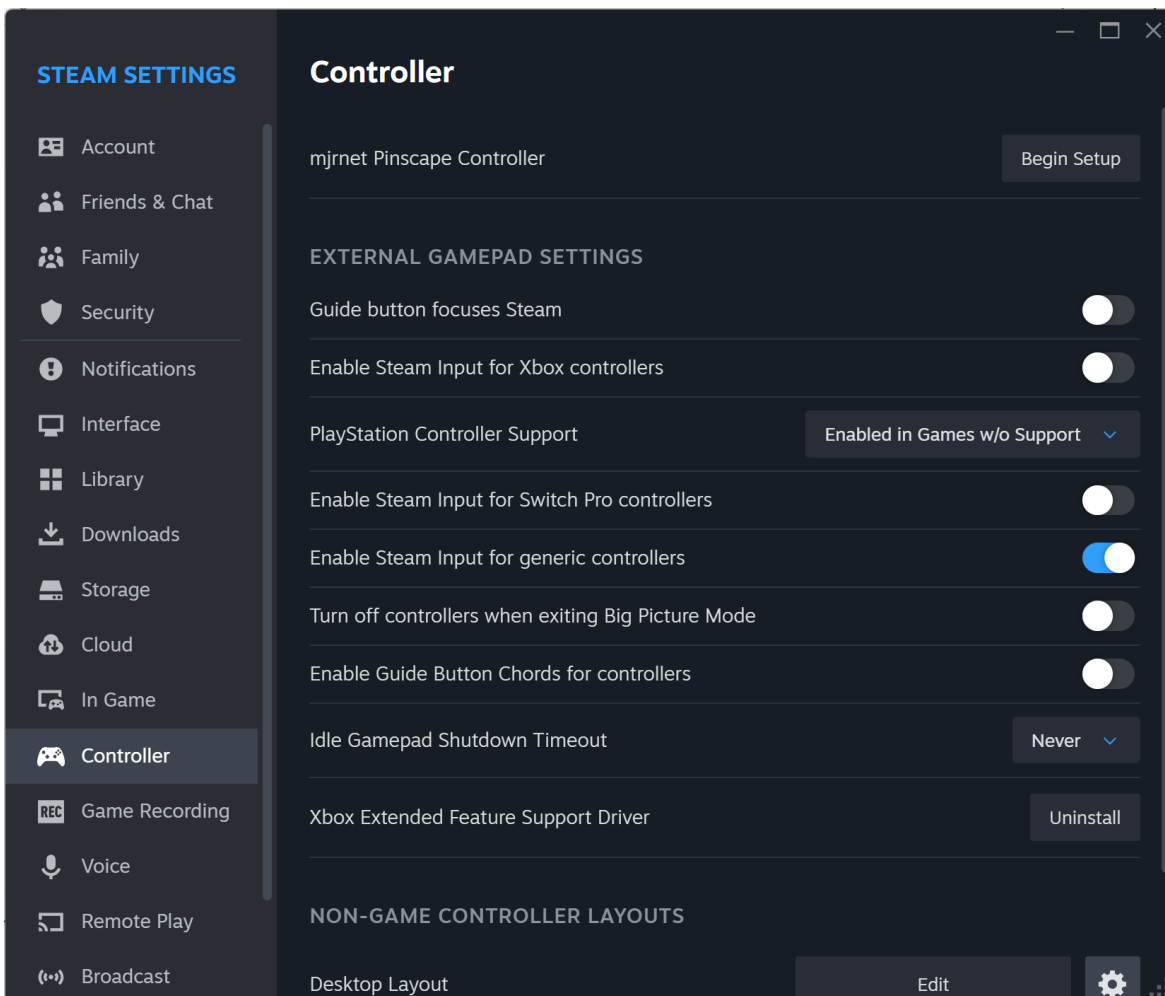 STEAM SETTINGS
Account
Friends & Chat
Family
Security
Notifications
Interface
Library
Downloads
Storage
Cloud
In Game
Controller
REC Game Recording
Voice
Remote Play
Broadcast
Controller
mjrnet Pinscape Controller Begin Setup
EXTERNAL GAMEPAD SETTINGS
Guide button focuses Steam
Enable Steam Input for Xbox controllers
PlayStation Controller Support Enabled in Games w/o Support
Enable Steam Input for Switch Pro controllers
Enable Steam Input for generic controllers
Turn off controllers when exiting Big Picture Mode
Enable Guide Button Chords for controllers
Idle Gamepad Shutdown Timeout Never
Xbox Extended Feature Support Driver Uninstall
NON-GAME CONTROLLER LAYOUTS
Desktop Layout Edit